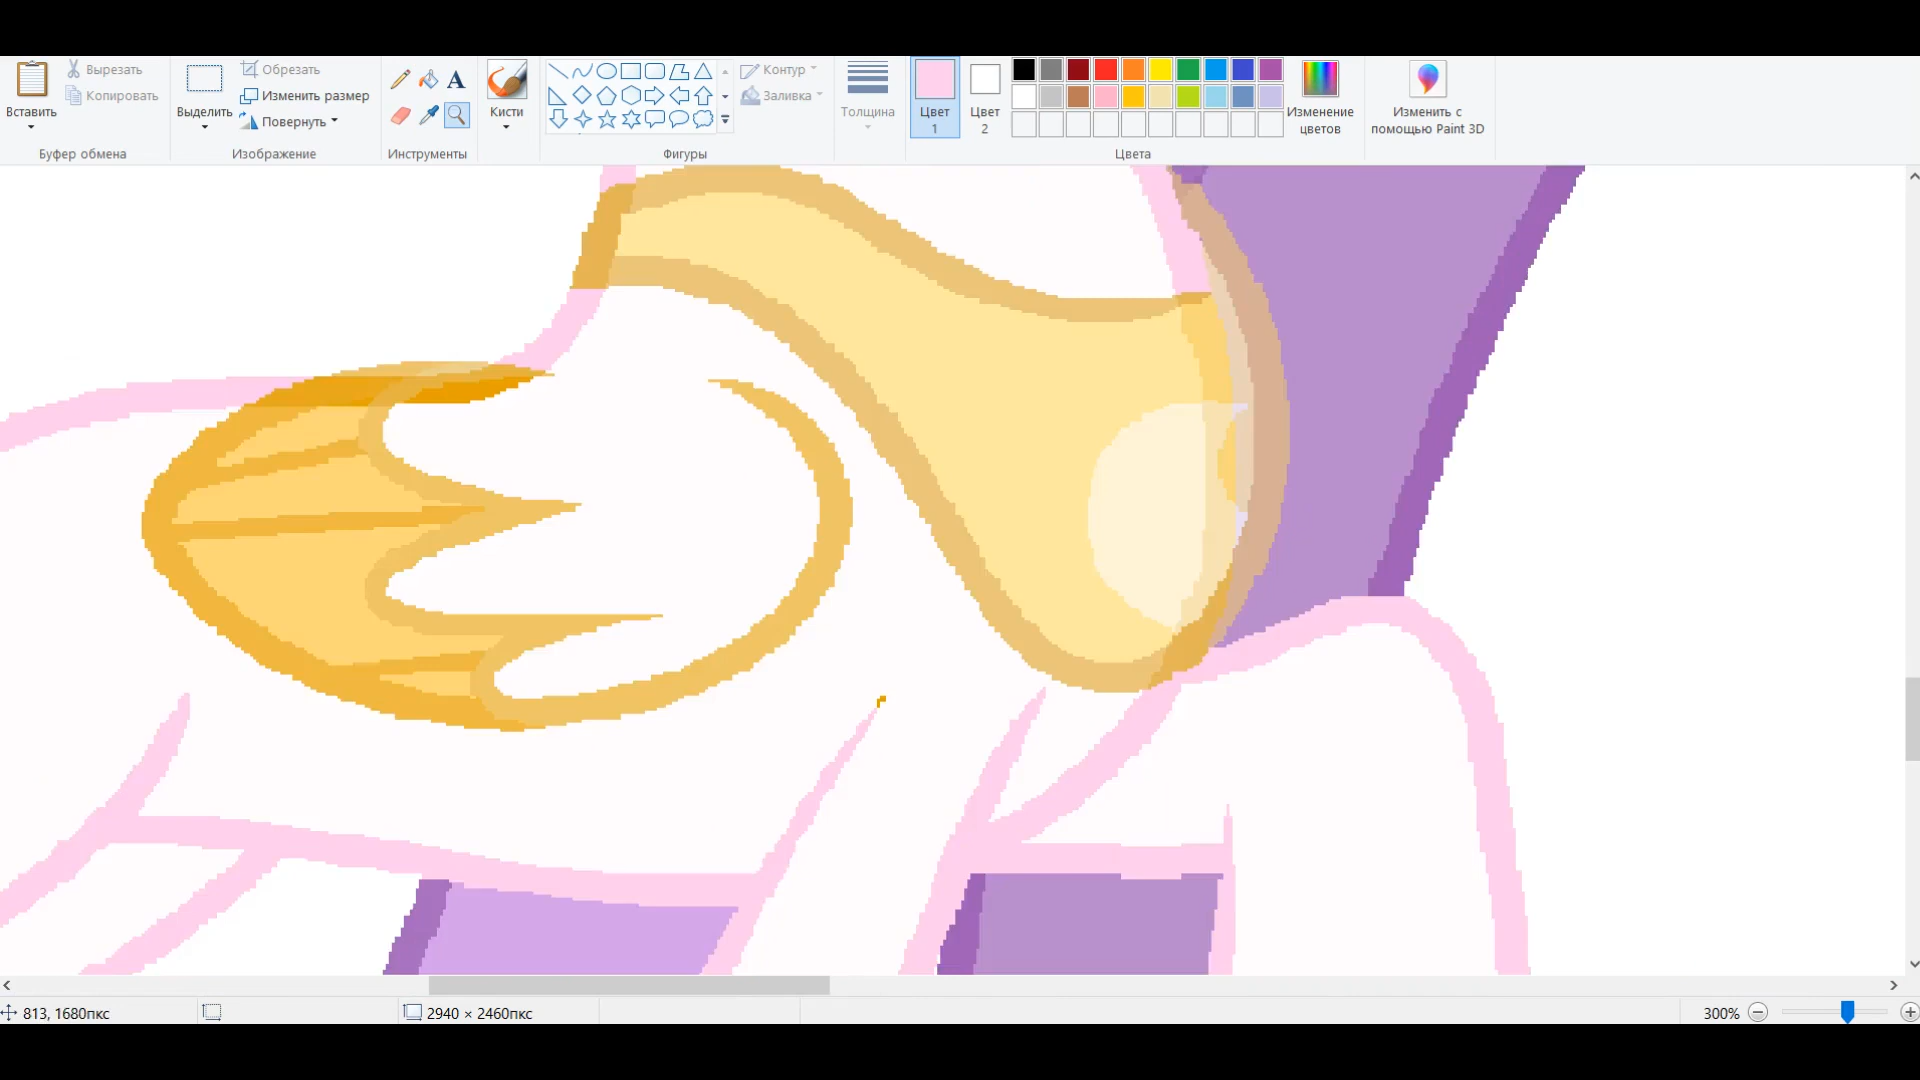 Вставить
Вырезать
Копировать
Буфер обмена
Выделить
Обрезать
Изменить размер
Повернуть
Изображение
A
Инструменты
Кисти
Контур
Заливка
Фигуры
Толщина
Цвет
1
Цвет
2
Цвета
Изменение
цветов
Изменить с
помощью Paint 3D
813, 1680пкс
2940 × 2460пкс
300%